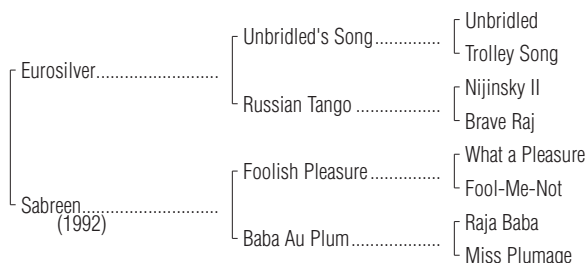 Unbridled
Unbridled's Song..............
Trolley Song
Eurosilver..........................
Nijinsky II
Russian Tango ..................
Brave Raj
What a Pleasure
Foolish Pleasure...............
Fool-Me-Not
Sabreen.............................
(1992)
Raja Baba
Baba Au Plum...................
Miss Plumage